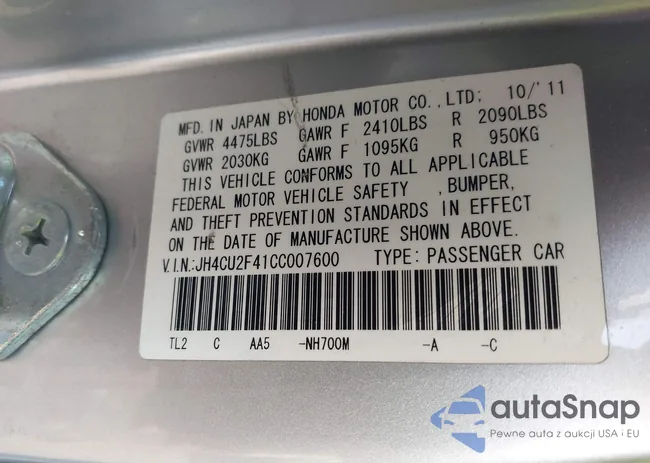 MFD. IN JAPAN BY HONDA MOTOR CO.,LTD; 10/'11
GVWR 4475LBS GAWR F 2410LBS R 2090LBS
GVWR 2030KG GAWR F 1095KG R 950KG
THIS VEHICLE CONFORMS TO ALL APPLICABLE
FEDERAL MOTOR VEHICLE SAFETY ,BUMPER,
AND THEFT PREVENTION STANDARDS IN EFFECT
ON THE DATE OF MANUFACTURE SHOWN ABOVE.
V.I.N.:JH4CU2F41CC007600 TYPE: PASSENGER CAR
TL2 C AA5 -NH700M -A -C
autaSnap
Pewne auta z aukcji USA i EU